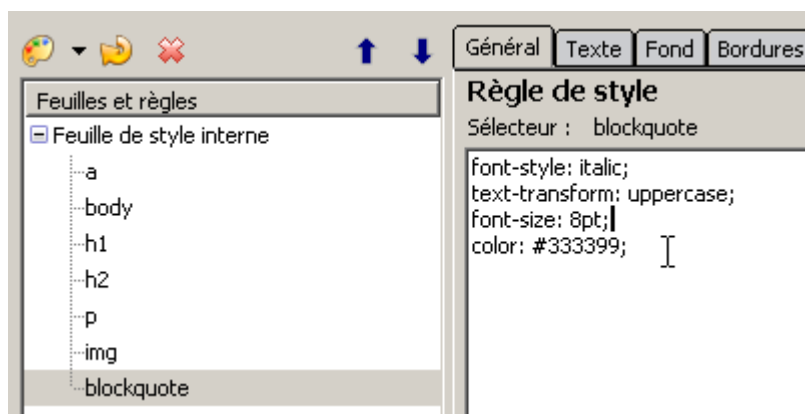 Général Texte Fond Bordures
Feuilles et règles
Feuille de style interne
a
body
h1
h2
p
img
blockquote
Règle de style
Sélecteur : blockquote
font-style: italic;
text-transform: uppercase;
font-size: 8pt;
color: #333399;